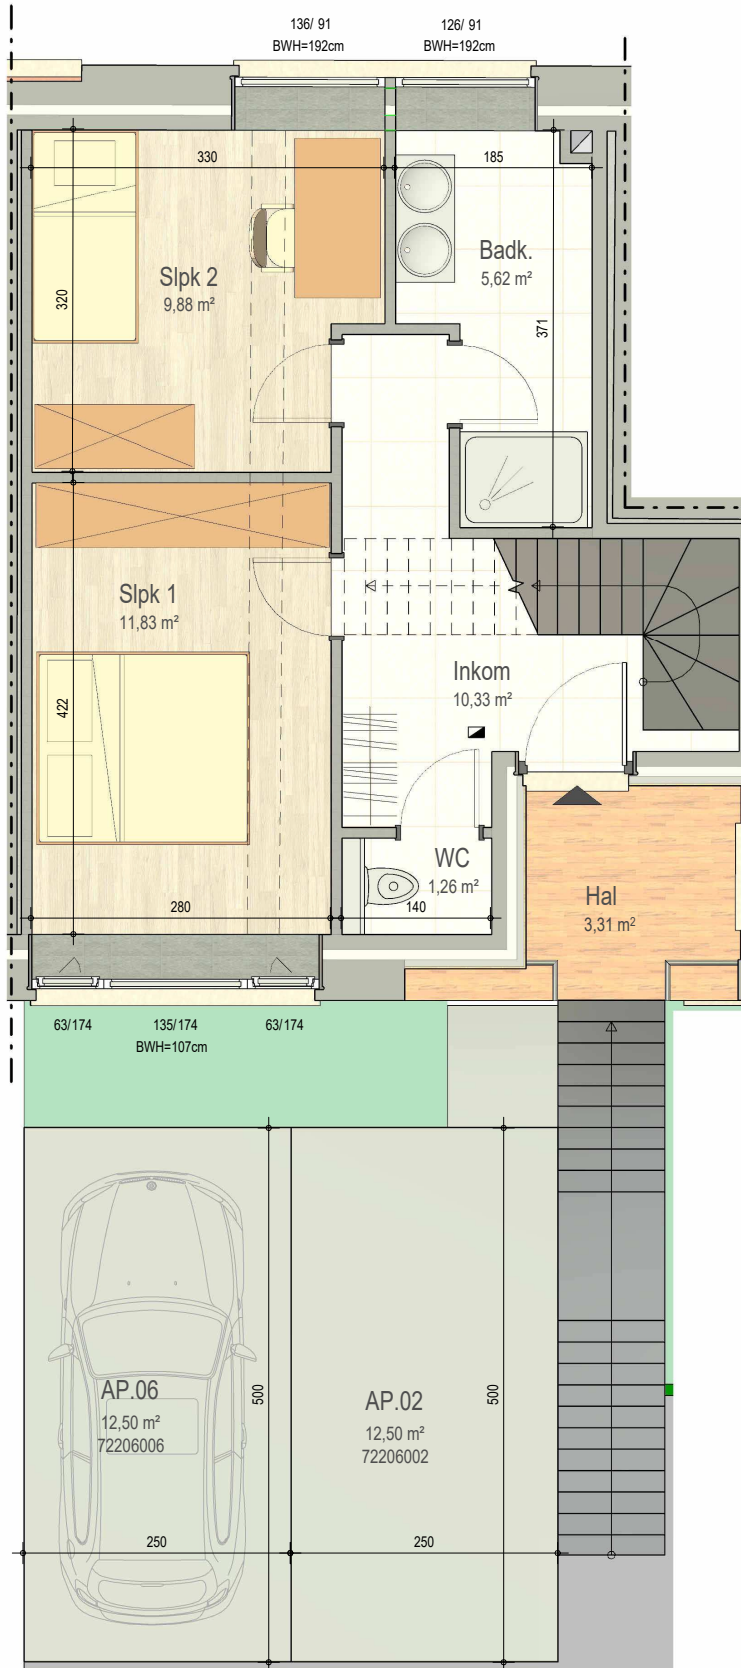 136/ 91
BWH=192cm
126/ 91
BWH=192cm
330
185
Slpk 2
9,88 m²
Badk.
5,62 m²
320
371
Slpk 1
11,83 m²
Inkom
10,33 m²
422
WC
1,26 m²
Hal
3,31 m²
280
140
63/174
135/174
BWH=107cm
63/174
AP.06
12,50 m²
72206006
500
AP.02
12,50 m²
72206002
500
250
250